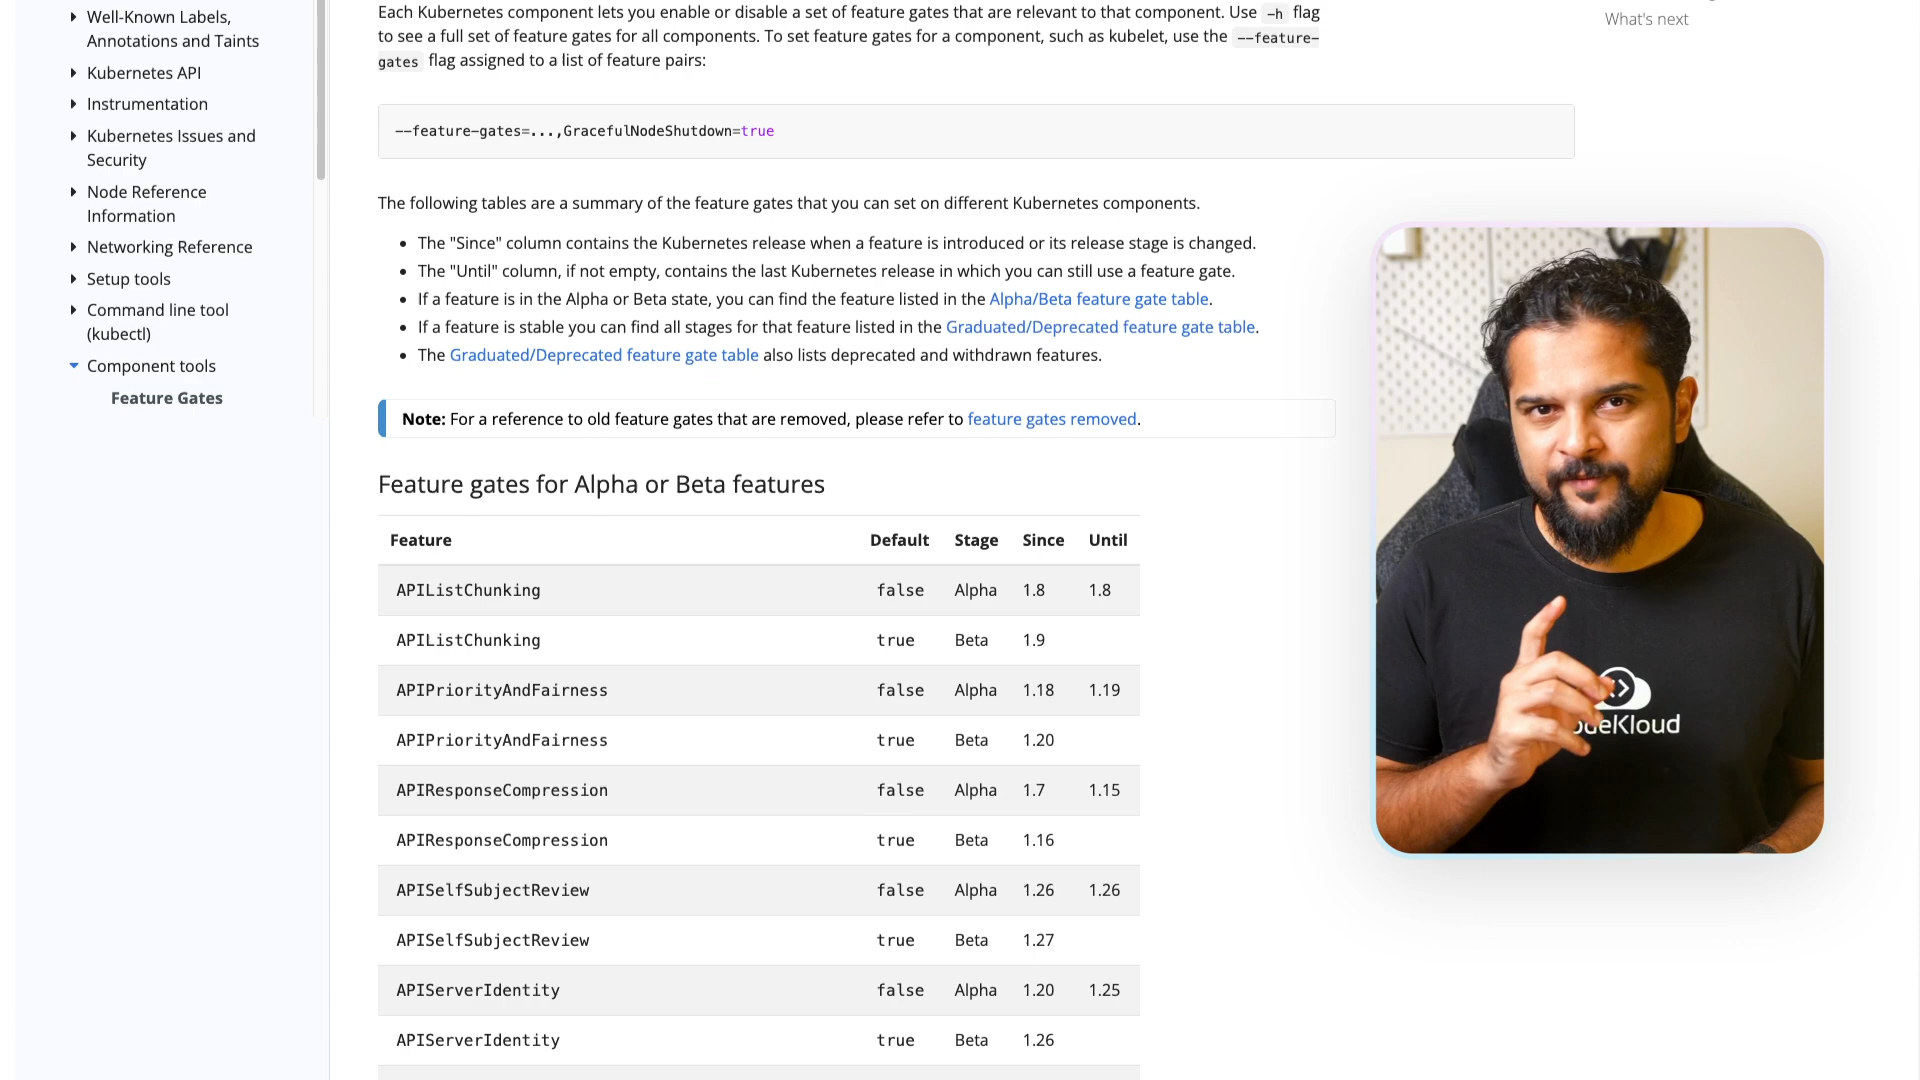 Well-Known Labels,
Annotations and Taints
Kubernetes API
Instrumentation
Kubernetes Issues and
Security
Node Reference
Information
Networking Reference
Setup tools
Command line tool
(kubectl)
Component tools
Feature Gates
Each Kubernetes component lets you enable or disable a set of feature gates that are relevant to that component. Use -h flag
to see a full set of feature gates for all components. To set feature gates for a component, such as kubelet, use the --feature-
gates flag assigned to a list of feature pairs:
--feature-gates=...,GracefulNodeShutdown=true
The following tables are a summary of the feature gates that you can set on different Kubernetes components.
The "Since" column contains the Kubernetes release when a feature is introduced or its release stage is changed.
The "Until" column, if not empty, contains the last Kubernetes release in which you can still use a feature gate.
If a feature is in the Alpha or Beta state, you can find the feature listed in the Alpha/Beta feature gate table.
If a feature is stable you can find all stages for that feature listed in the Graduated/Deprecated feature gate table.
The Graduated/Deprecated feature gate table also lists deprecated and withdrawn features.
Note: For a reference to old feature gates that are removed, please refer to feature gates removed.
Feature gates for Alpha or Beta features
Feature Default Stage Since Until
APIListChunking false Alpha 1.8 1.8
APIListChunking true Beta 1.9
APIPriorityAndFairness false Alpha 1.18 1.19
APIPriorityAndFairness true Beta 1.20
APIResponseCompression false Alpha 1.7 1.15
APIResponseCompression true Beta 1.16
APISelfSubjectReview false Alpha 1.26 1.26
APISelfSubjectReview true Beta 1.27
APIServerIdentity false Alpha 1.20 1.25
APIServerIdentity true Beta 1.26
What's next
odeKloud